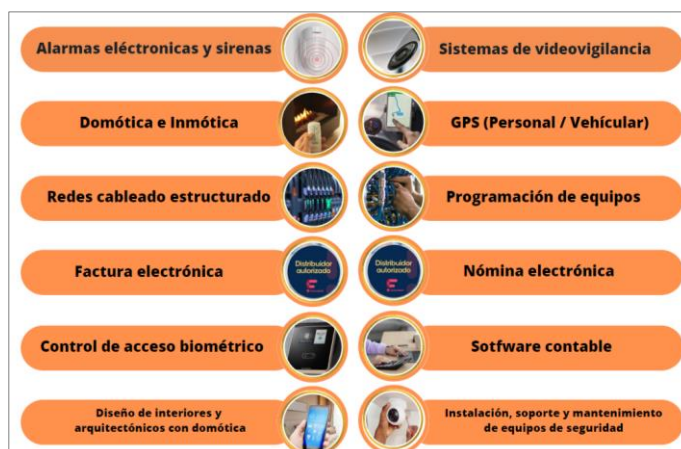 Alarmas eléctronicas y sirenas
Sistemas de videovigilancia
Domótica e Inmótica
GPS (Personal / Vehícular)
Redes cableado estructurado
Programación de equipos
Factura electrónica
Distribuidor
autorizado
Distribuidor
autorizado
Nómina electrónica
Control de acceso biométrico
Sotfware contable
Diseño de interiores y
arquitectónicos con domótica
Instalación, soporte y mantenimiento
de equipos de seguridad